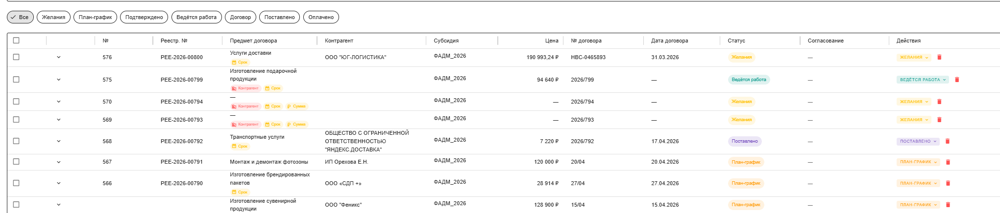 Все Желания План-график Подтверждено Ведётся работа Договор Поставлено Оплачено
№ Реестр. № Предмет договора Контрагент Субсидия Цена № договора Дата договора Статус Согласование Действия
576 РЕЕ-2026-00800 Услуги доставки ООО "ЮГ-ЛОГИСТИКА" ФАДМ_2026 190 993,24 ₽ НВС-0465893 31.03.2026 Желания — ЖЕЛАНИЯ
Срок
575 РЕЕ-2026-00799 Изготовление подарочной ФАДМ_2026 94 640 ₽ 2026/799 — Ведётся работа — ВЕДЁТСЯ РАБОТА
продукции
Контрагент Срок
570 РЕЕ-2026-00794 — ФАДМ_2026 — 2026/794 — Желания — ЖЕЛАНИЯ
Контрагент Срок Сумма
569 РЕЕ-2026-00793 — ФАДМ_2026 — 2026/793 — Желания — ЖЕЛАНИЯ
Контрагент Срок Сумма
568 РЕЕ-2026-00792 Транспортные услуги ОБЩЕСТВО С ОГРАНИЧЕННОЙ ФАДМ_2026 7 220 ₽ 2026/792 17.04.2026 Поставлено — ПОСТАВЛЕНО
ОТВЕТСТВЕННОСТЬЮ
Срок "ЯНДЕКС.ДОСТАВКА"
567 РЕЕ-2026-00791 Монтаж и демонтаж фотозоны ИП Орехова Е.Н. ФАДМ_2026 120 000 ₽ 20/04 20.04.2026 План-график — ПЛАН-ГРАФИК
566 РЕЕ-2026-00790 Изготовление брендированных ООО «СДП +» ФАДМ_2026 28 914 ₽ 27/04 27.04.2026 План-график — ПЛАН-ГРАФИК
пакетов
Срок
Изготовление сувенирной ООО "Феникс" ФАДМ_2026 128 900 ₽ 15/04 15.04.2026 План-график — ПЛАН-ГРАФИК
продукции